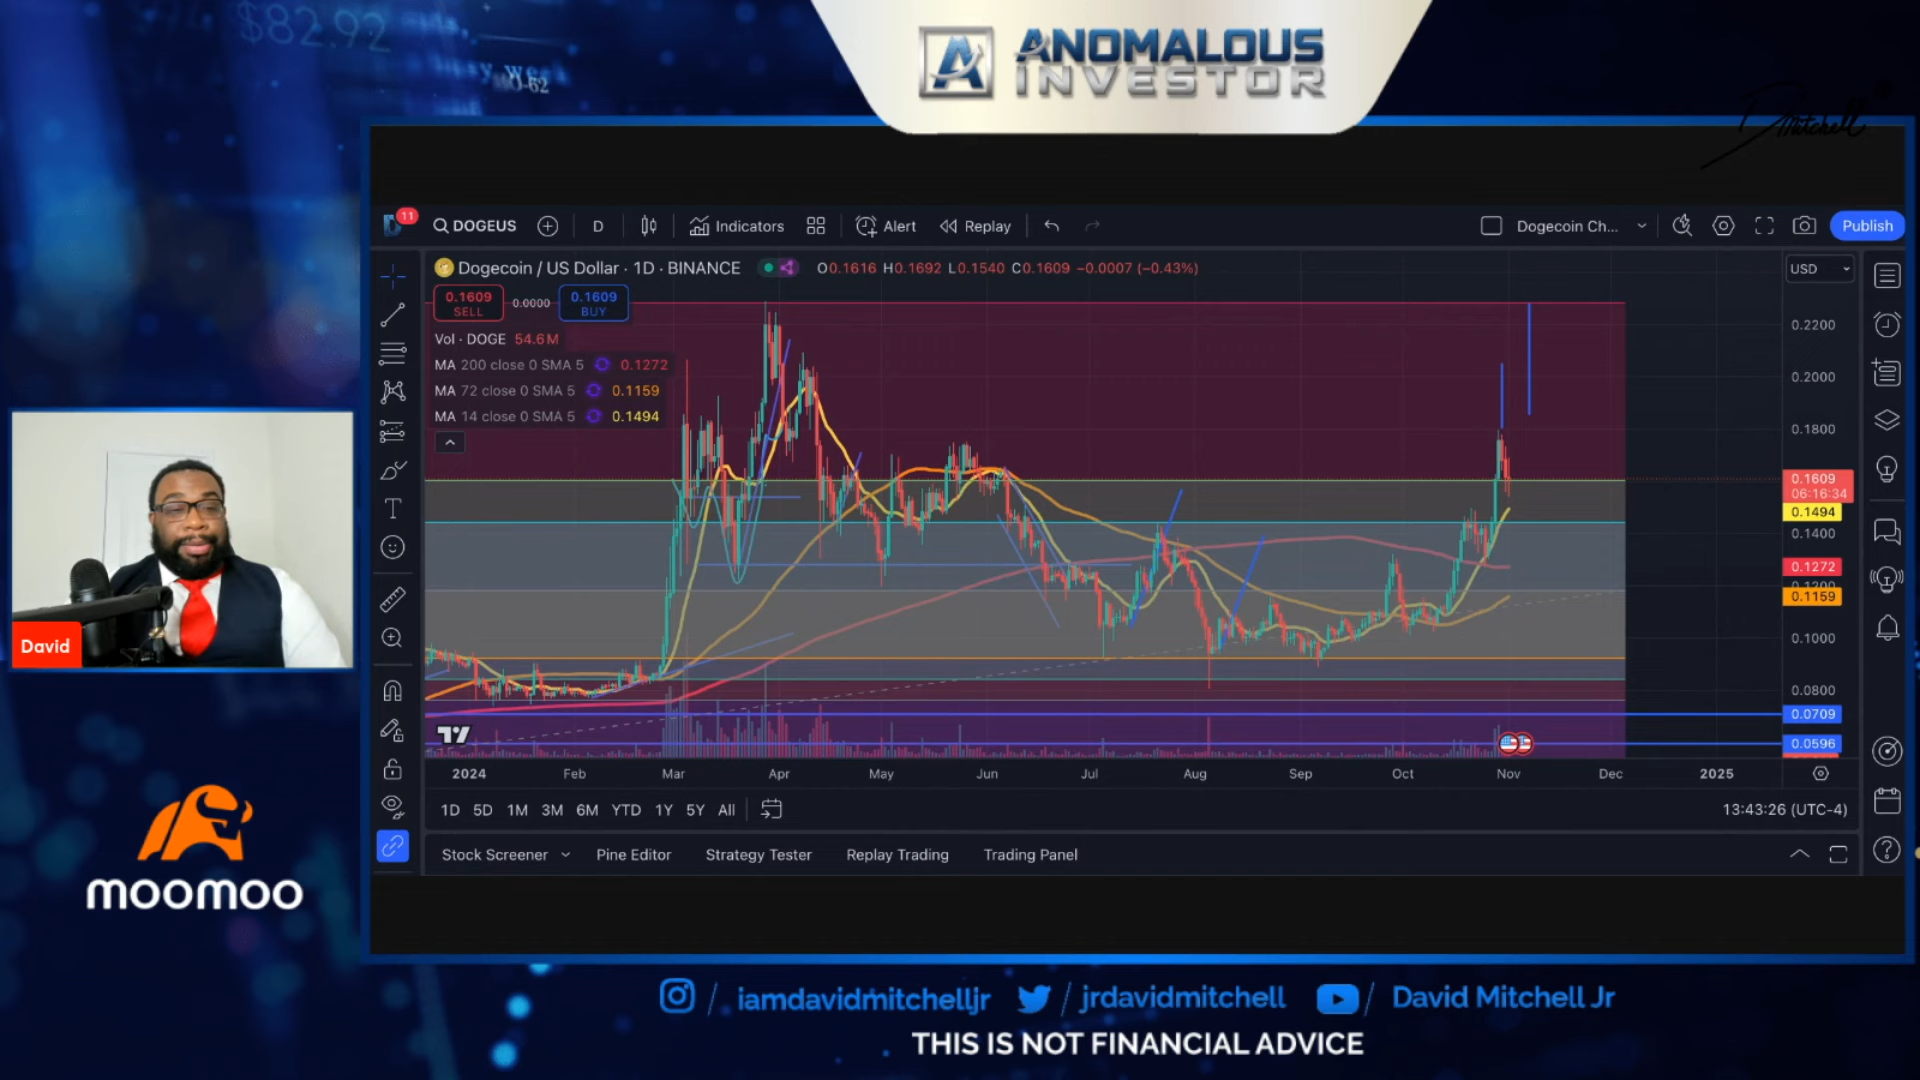 $82.92
ANOMALOUS
INVESTOR
DMitchell
11
DOGEUS
D
Indicators
Alert
Replay
Dogecoin Ch...
Publish
Dogecoin / US Dollar · 1D · BINANCE
O0.1616 H0.1692 L0.1540 C0.1609 −0.0007 (−0.43%)
USD
0.1609
SELL
0.0000
0.1609
BUY
Vol · DOGE 54.6M
MA 200 close 0 SMA 5 0.1272
MA 72 close 0 SMA 5 0.1159
MA 14 close 0 SMA 5 0.1494
0.2200
0.2000
0.1800
0.1609
06:16:34
0.1494
0.1400
0.1272
0.1200
0.1159
0.1000
0.0800
0.0709
0.0596
2024 Feb Mar Apr May Jun Jul Aug Sep Oct Nov Dec 2025
1D 5D 1M 3M 6M YTD 1Y 5Y All
13:43:26 (UTC-4)
Stock Screener Pine Editor Strategy Tester Replay Trading Trading Panel
David
moomoo
/ iamdavidmitchelljr / jrdavidmitchell / David Mitchell Jr
THIS IS NOT FINANCIAL ADVICE